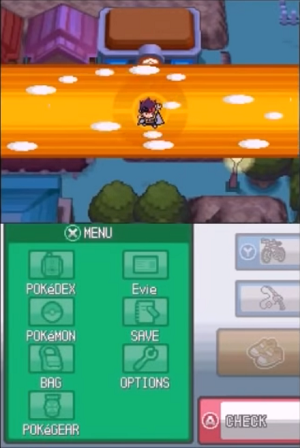 X MENU
POKéDEX
Evie
POKéMON
SAVE
BAG
OPTIONS
POKéGEAR
Y
A CHECK